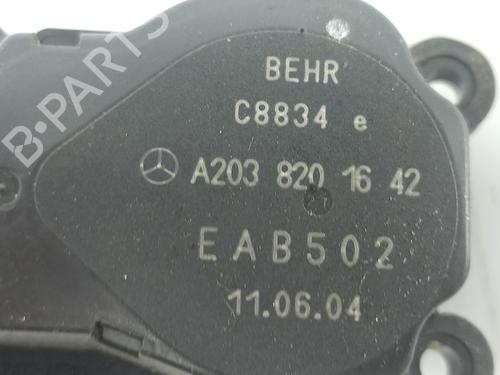 B-PARTS
BEHR
C8834 e
A203 820 16 42
EAB502
11.06.04